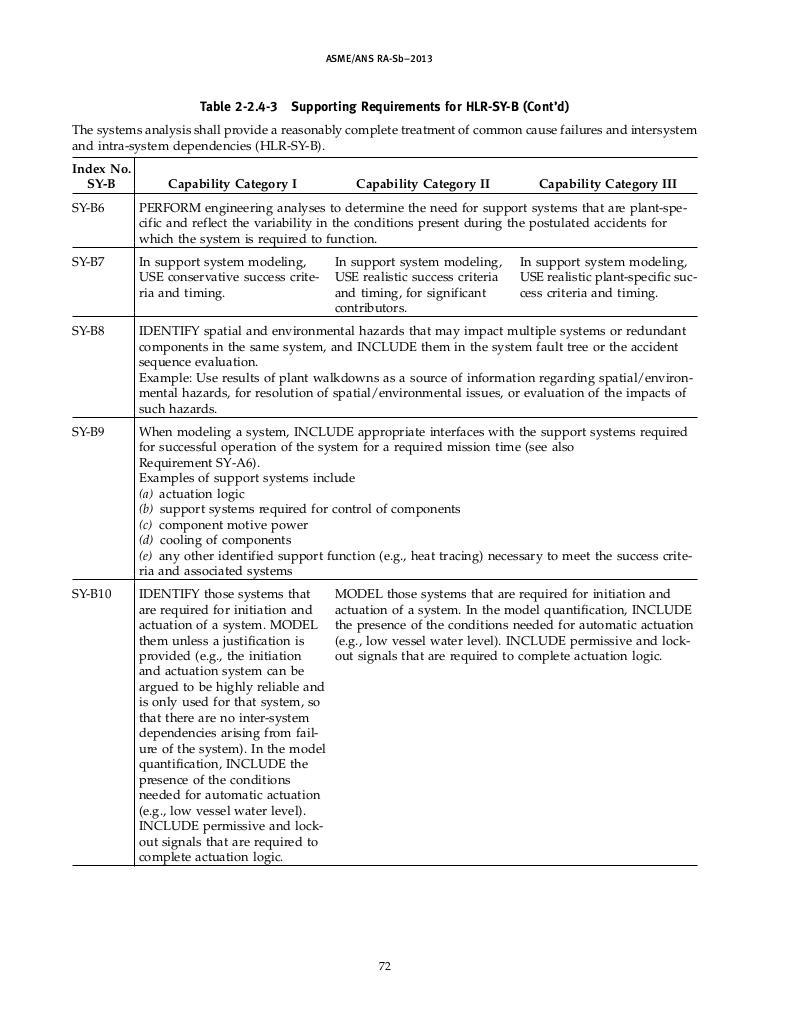 ASME/ANS RA-Sb–2013
Table 2-2.4-3 Supporting Requirements for HLR-SY-B (Cont'd)
The systems analysis shall provide a reasonably complete treatment of common cause failures and intersystem
and intra-system dependencies (HLR-SY-B).
Index No.
SY-B Capability Category I Capability Category II Capability Category III
SY-B6 PERFORM engineering analyses to determine the need for support systems that are plant-spe-
cific and reflect the variability in the conditions present during the postulated accidents for
which the system is required to function.
SY-B7
In support system modeling,
USE conservative success crite-
ria and timing.
In support system modeling,
USE realistic success criteria
and timing, for significant
contributors.
In support system modeling,
USE realistic plant-specific suc-
cess criteria and timing.
SY-B8 IDENTIFY spatial and environmental hazards that may impact multiple systems or redundant
components in the same system, and INCLUDE them in the system fault tree or the accident
sequence evaluation.
Example: Use results of plant walkdowns as a source of information regarding spatial/environ-
mental hazards, for resolution of spatial/environmental issues, or evaluation of the impacts of
such hazards.
SY-B9 When modeling a system, INCLUDE appropriate interfaces with the support systems required
for successful operation of the system for a required mission time (see also
Requirement SY-A6).
Examples of support systems include
(a) actuation logic
(b) support systems required for control of components
(c) component motive power
(d) cooling of components
(e) any other identified support function (e.g., heat tracing) necessary to meet the success crite-
ria and associated systems
SY-B10
IDENTIFY those systems that
are required for initiation and
actuation of a system. MODEL
them unless a justification is
provided (e.g., the initiation
and actuation system can be
argued to be highly reliable and
is only used for that system, so
that there are no inter-system
dependencies arising from fail-
ure of the system). In the model
quantification, INCLUDE the
presence of the conditions
needed for automatic actuation
(e.g., low vessel water level).
INCLUDE permissive and lock-
out signals that are required to
complete actuation logic.
MODEL those systems that are required for initiation and
actuation of a system. In the model quantification, INCLUDE
the presence of the conditions needed for automatic actuation
(e.g., low vessel water level). INCLUDE permissive and lock-
out signals that are required to complete actuation logic.
72